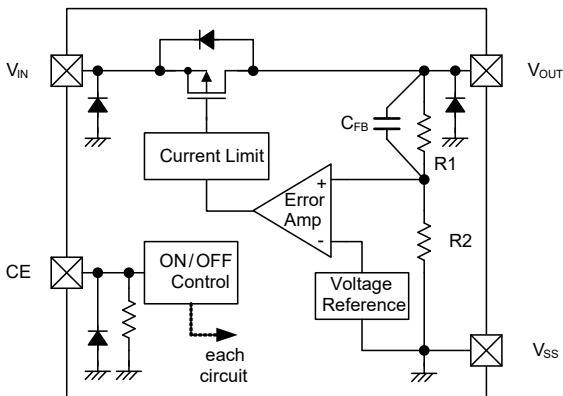 VIN
VOUT
CFB
R1
Current Limit
+
Error
Amp
-
R2
CE
ON/OFF
Control
Voltage
Reference
each
circuit
VSS